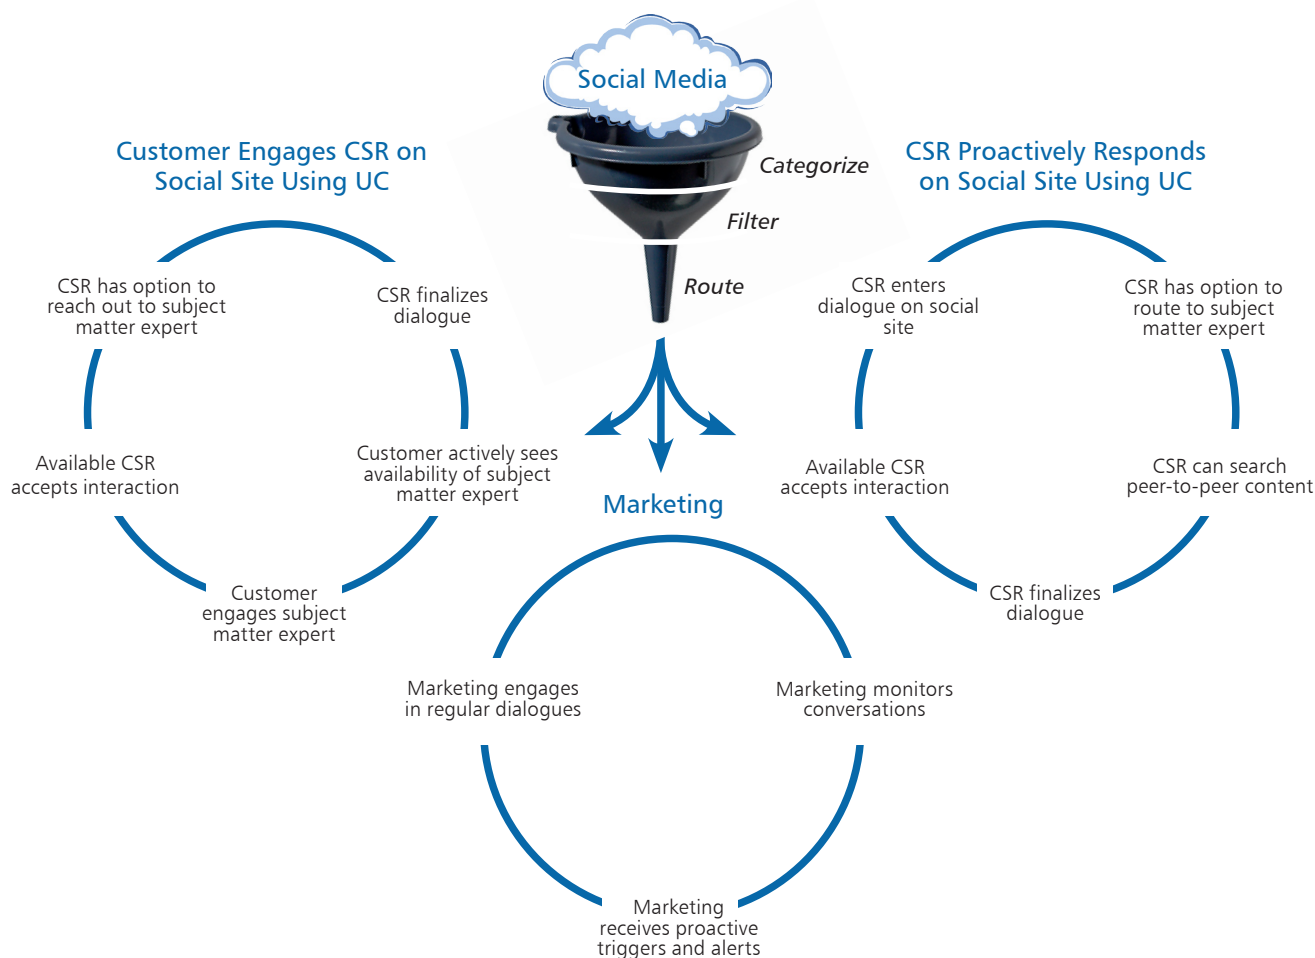 Social Media
Categorize
Filter
Route
Customer Engages CSR on
Social Site Using UC
CSR has option to
reach out to subject
matter expert
CSR finalizes
dialogue
Available CSR
accepts interaction
Customer actively sees
availability of subject
matter expert
Customer
engages subject
matter expert
CSR Proactively Responds
on Social Site Using UC
CSR enters
dialogue on social
site
CSR has option to
route to subject
matter expert
Available CSR
accepts interaction
CSR can search
peer-to-peer content
CSR finalizes
dialogue
Marketing
Marketing engages
in regular dialogues
Marketing monitors
conversations
Marketing
receives proactive
triggers and alerts